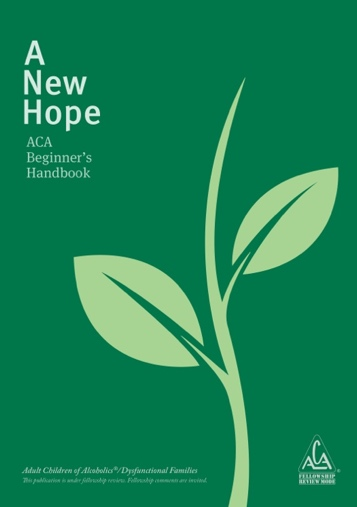 A
New
Hope
ACA
Beginner's
Handbook
Adult Children of Alcoholics®/Dysfunctional Families
This publication is under fellowship review. Fellowship comments are invited.
ACA
®
FELLOWSHIP
REVIEW MODE